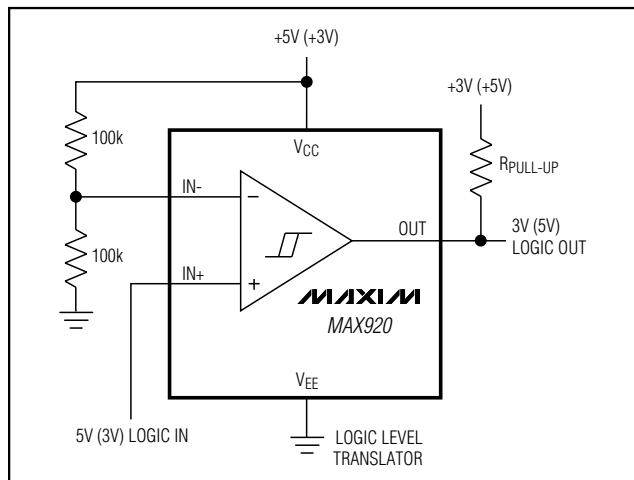 +5V (+3V)
+3V (+5V)
100k
VCC
RPULL-UP
IN-
−
OUT
3V (5V)
LOGIC OUT
100k
IN+
+
MAXIM
MAX920
VEE
5V (3V) LOGIC IN
LOGIC LEVEL
TRANSLATOR